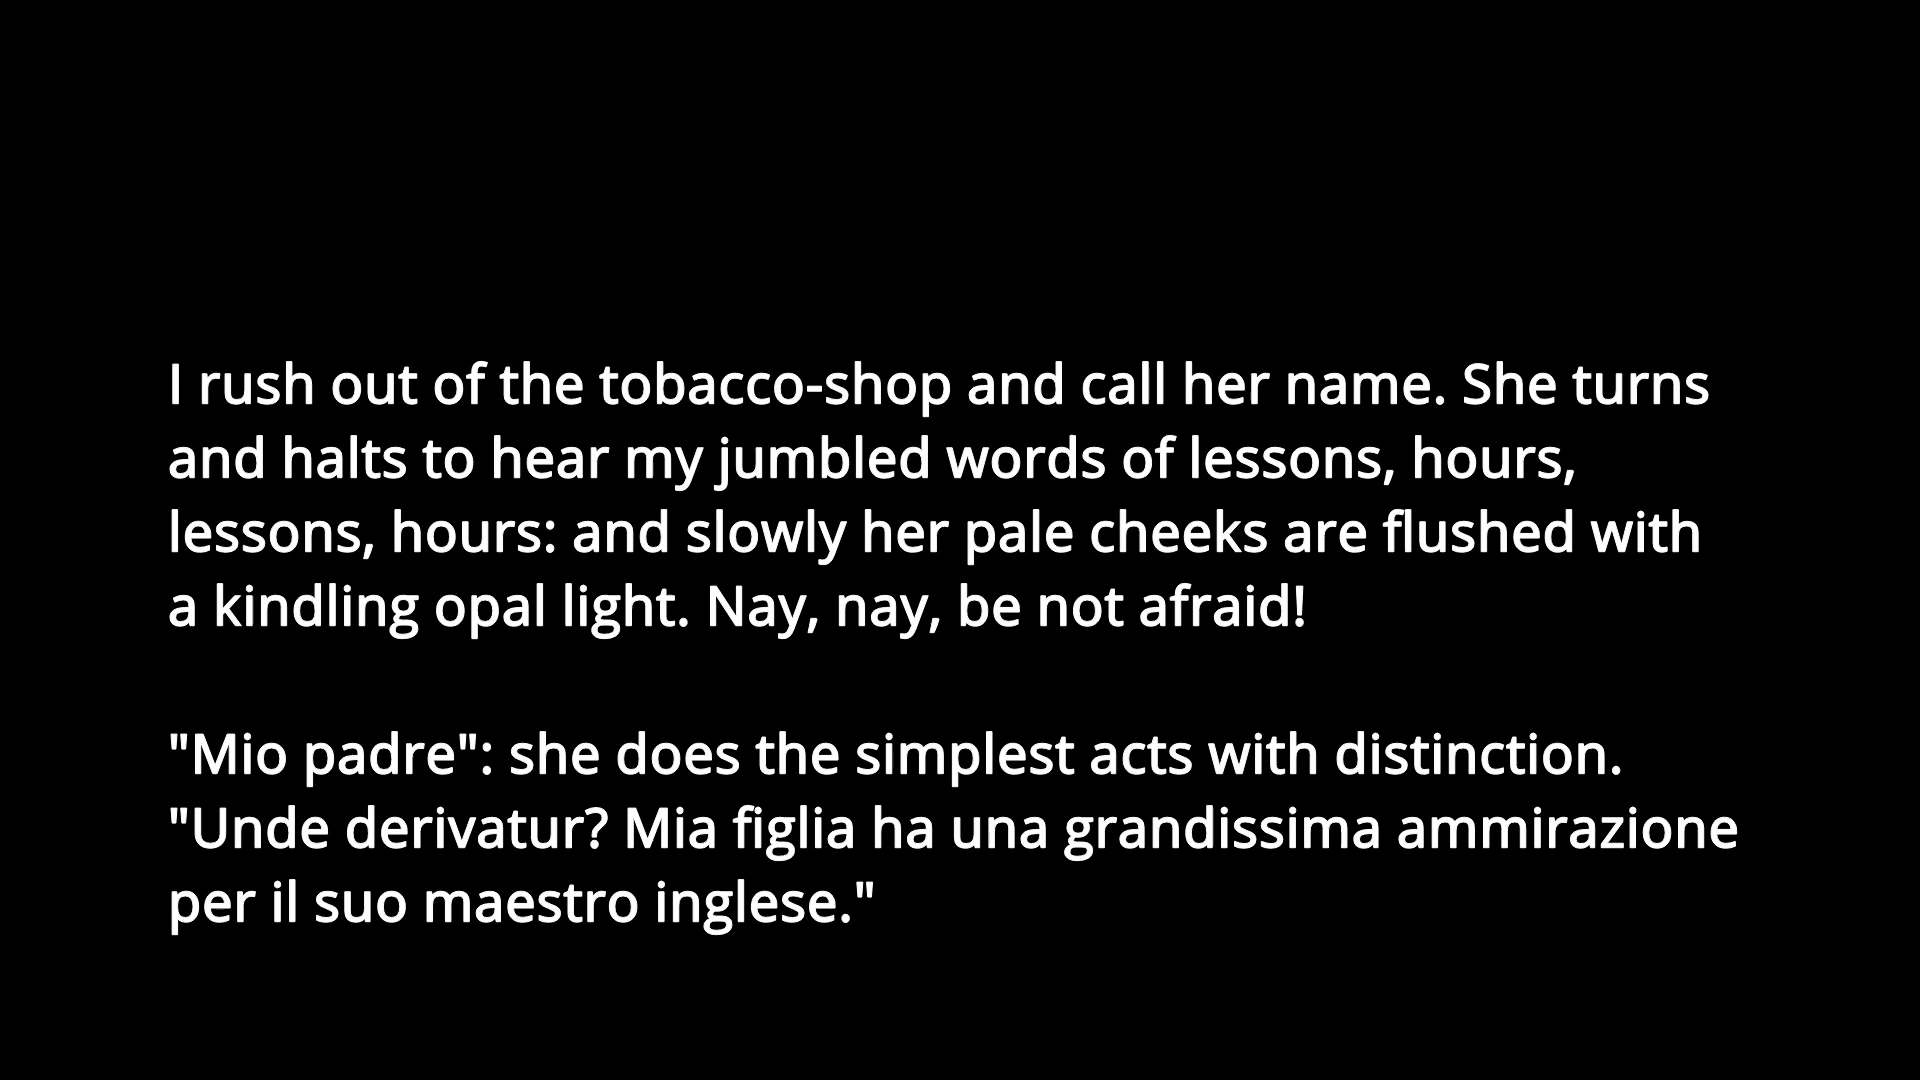 I rush out of the tobacco-shop and call her name. She turns
and halts to hear my jumbled words of lessons, hours,
lessons, hours: and slowly her pale cheeks are flushed with
a kindling opal light. Nay, nay, be not afraid!
"Mio padre": she does the simplest acts with distinction.
"Unde derivatur? Mia figlia ha una grandissima ammirazione
per il suo maestro inglese."